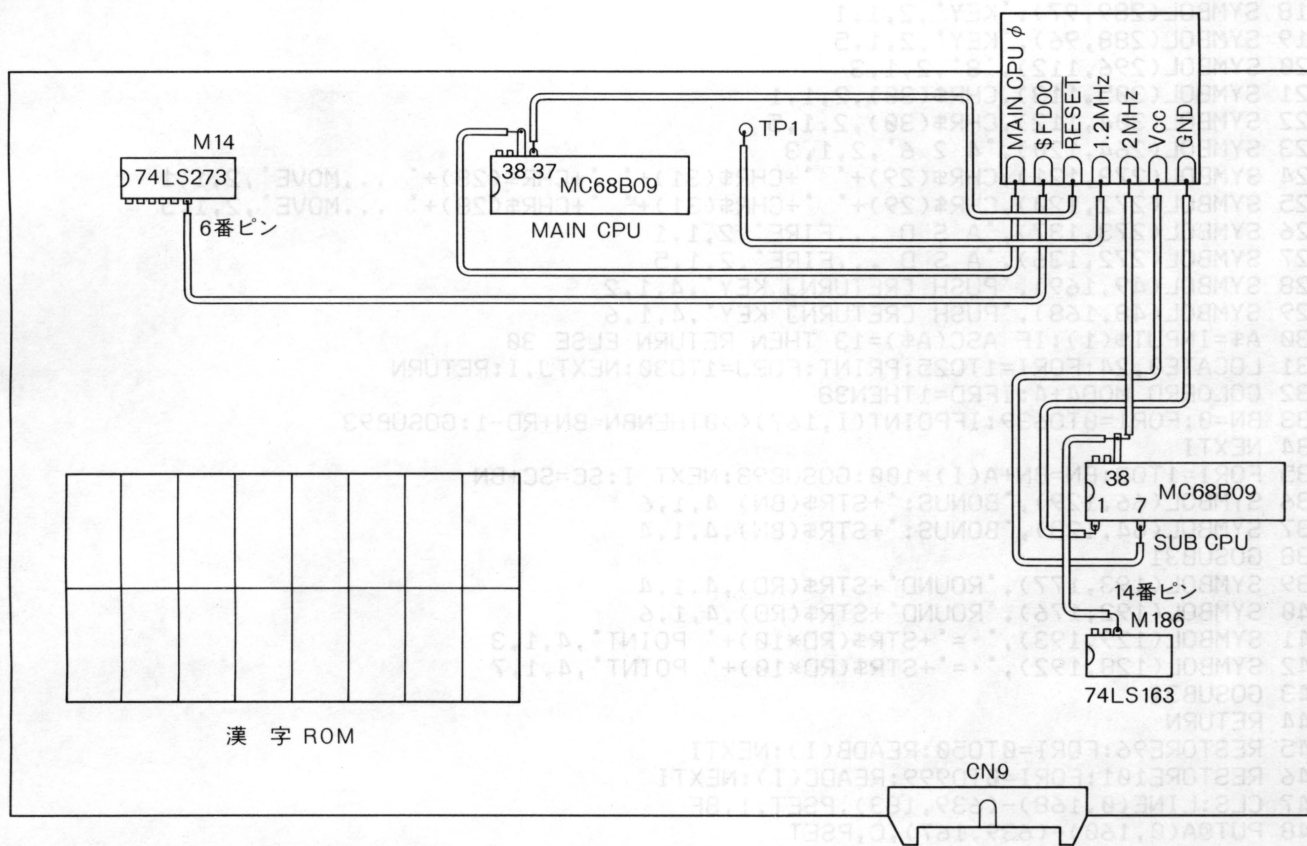 MAIN CPU φ
$FD00
RESET
1.2MHz
2MHz
Vcc
GND
M14
74LS273
6番ピン
38 37
MC68B09
MAIN CPU
TP1
38
MC68B09
1 7
SUB CPU
14番ピン
M186
74LS163
漢 字 ROM
CN9